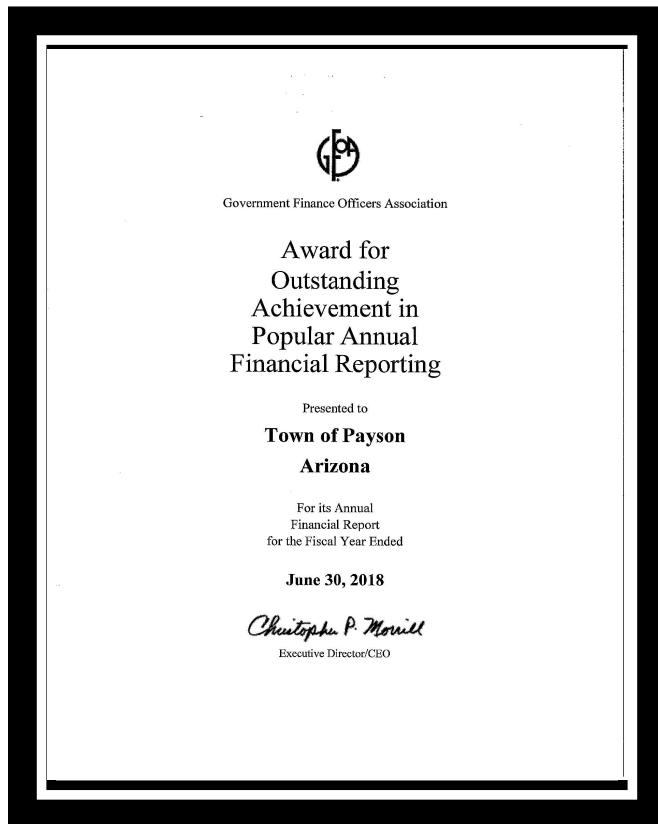 GFOA
Government Finance Officers Association
Award for
Outstanding
Achievement in
Popular Annual
Financial Reporting
Presented to
Town of Payson
Arizona
For its Annual
Financial Report
for the Fiscal Year Ended
June 30, 2018
Christopher P. Morrill
Executive Director/CEO